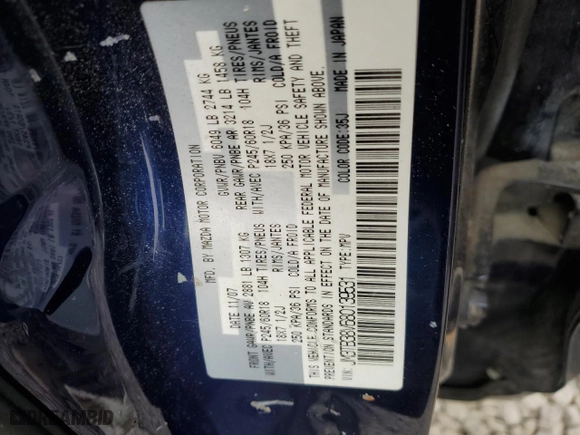 MFD. BY MAZDA MOTOR CORPORATION
DATE 11/07
GVWR/PNBV 6049 LB 2744 KG
FRONT GAWR/PNBE AV 2881 LB 1307 KG
REAR GAWR/PNBE AR 3214 LB 1458 KG
WITH/AVEC P245/60R18 104H TIRES/PNEUS
WITH/AVEC P245/60R18 104H TIRES/PNEUS
18X7 1/2J RIMS/JANTES
18X7 1/2J RIMS/JANTES
250 KPA/36 PSI COLD/A FROID
250 KPA/36 PSI COLD/A FROID
THIS VEHICLE CONFORMS TO ALL APPLICABLE FEDERAL MOTOR VEHICLE SAFETY AND THEFT
PREVENTION STANDARDS IN EFFECT ON THE DATE OF MANUFACTURE SHOWN ABOVE.
VIN: JM3TB38V680139531 TYPE:MPV
COLOR CODE:35J MADE IN JAPAN
DREAMBID